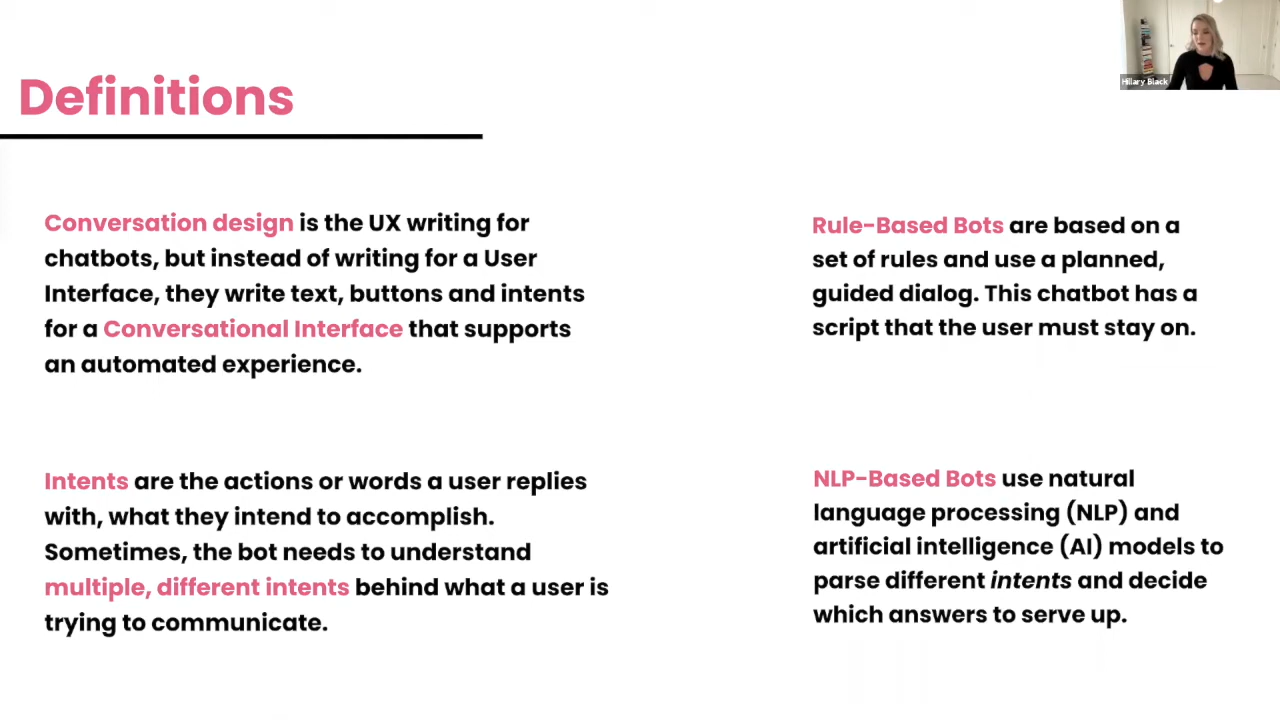 Definitions
Hillary Black
Conversation design is the UX writing for
chatbots, but instead of writing for a User
Interface, they write text, buttons and intents
for a Conversational Interface that supports
an automated experience.
Rule-Based Bots are based on a
set of rules and use a planned,
guided dialog. This chatbot has a
script that the user must stay on.
Intents are the actions or words a user replies
with, what they intend to accomplish.
Sometimes, the bot needs to understand
multiple, different intents behind what a user is
trying to communicate.
NLP-Based Bots use natural
language processing (NLP) and
artificial intelligence (AI) models to
parse different intents and decide
which answers to serve up.